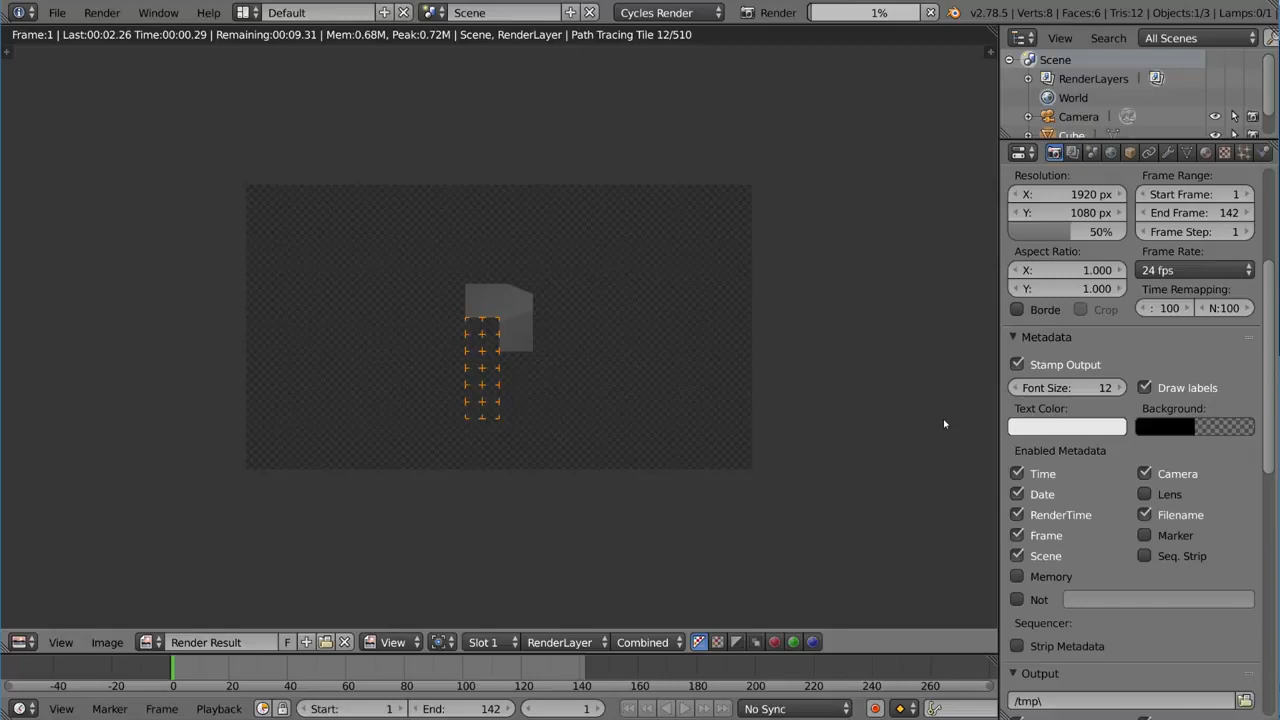 File Render Window Help Default Scene Cycles Render Render 1% v2.78.5 | Verts:8 | Faces:6 | Tris:12 | Objects:1/3 | Lamps:0/1
Frame:1 | Last:00:02.26 Time:00:00.29 | Remaining:00:09.31 | Mem:0.68M, Peak:0.72M | Scene, RenderLayer | Path Tracing Tile 12/510
View Search All Scenes
Scene
RenderLayers
World
Camera
Cube
Resolution: Frame Range:
X: 1920 px Start Frame: 1
Y: 1080 px End Frame: 142
50% Frame Step: 1
Aspect Ratio: Frame Rate:
X: 1.000 24 fps
Y: 1.000 Time Remapping:
: 100 N:100
Borde Crop
Metadata
Stamp Output
Font Size: 12 Draw labels
Text Color: Background:
Enabled Metadata
Time Camera
Date Lens
RenderTime Filename
Frame Marker
Scene Seq. Strip
Memory
Not
Sequencer:
Strip Metadata
Output
/tmp\
View Image Render Result F View Slot 1 RenderLayer Combined
-40 -20 0 20 40 60 80 100 120 140 160 180 200 220 240 260
View Marker Frame Playback Start: 1 End: 142 1 No Sync